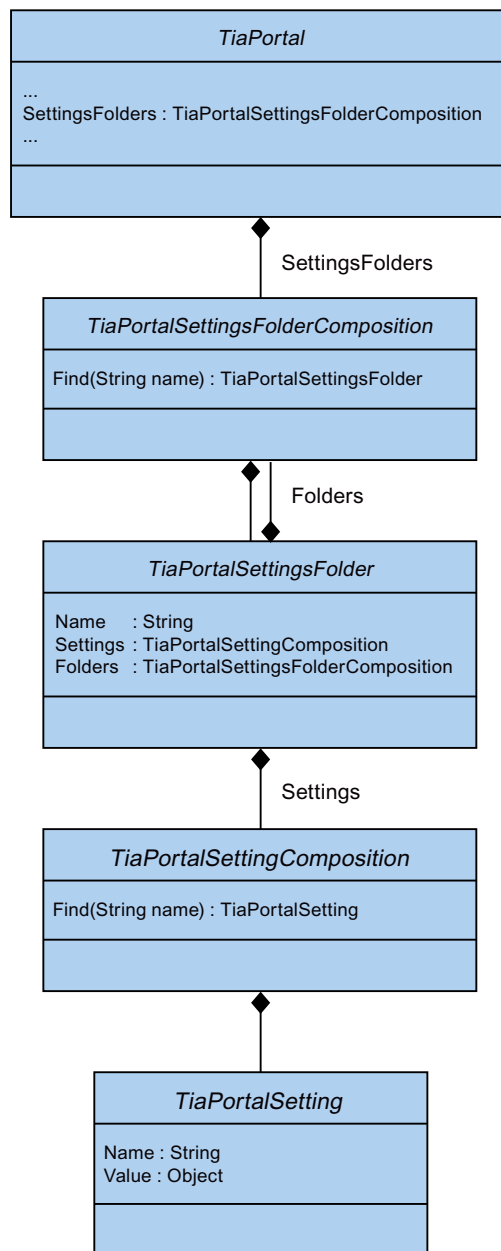 TiaPortal
...
SettingsFolders : TiaPortalSettingsFolderComposition
...
SettingsFolders
TiaPortalSettingsFolderComposition
Find(String name) : TiaPortalSettingsFolder
Folders
TiaPortalSettingsFolder
Name : String
Settings : TiaPortalSettingComposition
Folders : TiaPortalSettingsFolderComposition
Settings
TiaPortalSettingComposition
Find(String name) : TiaPortalSetting
TiaPortalSetting
Name : String
Value : Object